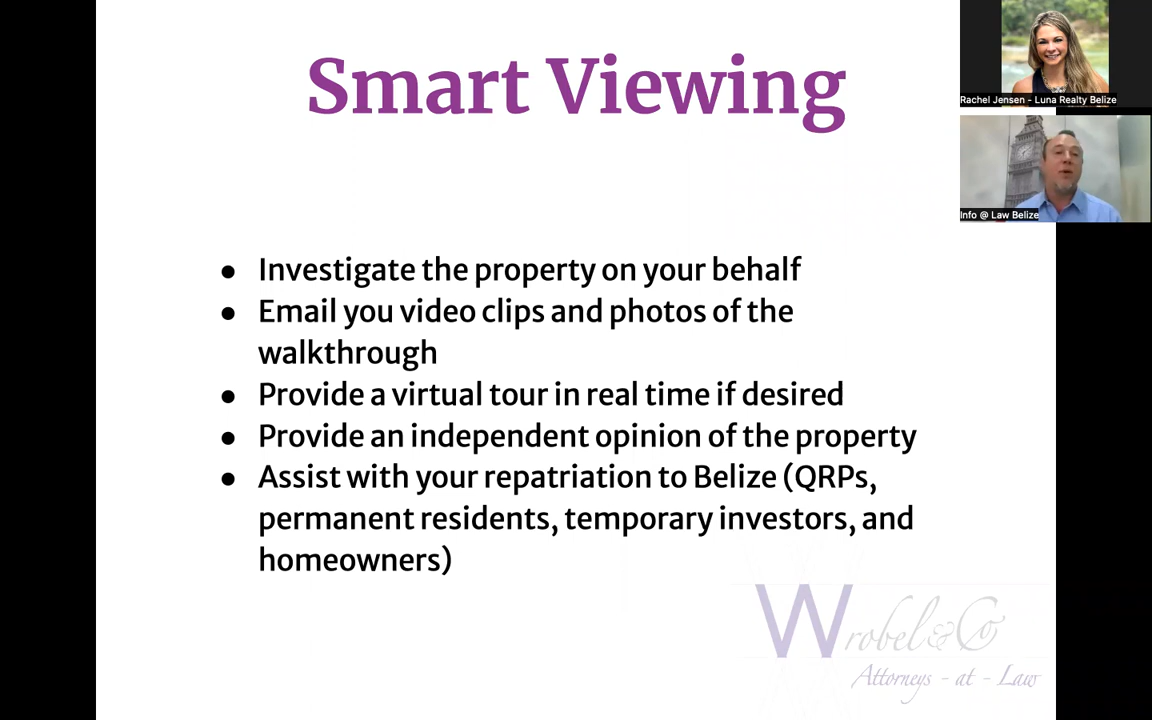 Smart Viewing
Rachel Jensen - Luna Realty Belize
Info @ Law Belize
● Investigate the property on your behalf
● Email you video clips and photos of the
walkthrough
● Provide a virtual tour in real time if desired
● Provide an independent opinion of the property
● Assist with your repatriation to Belize (QRPs,
permanent residents, temporary investors, and
homeowners)
Wrobel & Co
Attorneys - at - Law